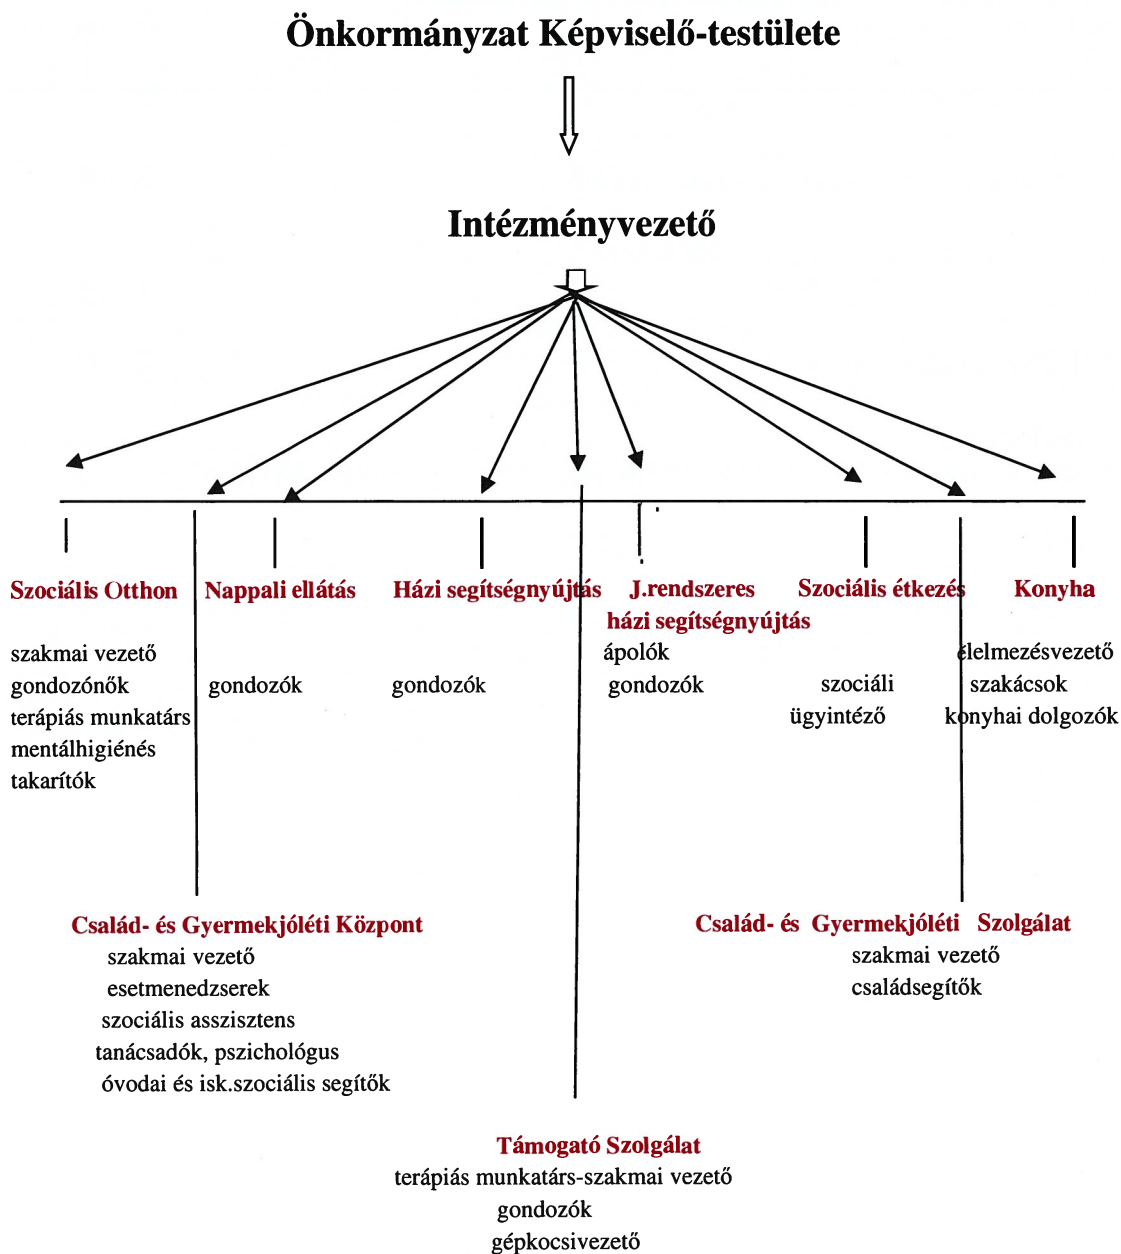 Önkormányzat Képviselő-testülete
Intézményvezető
Szociális Otthon
szakmai vezető
gondozónők
terápiás munkatárs
mentálhigiénés
takarítók
Nappali ellátás
gondozók
Házi segítségnyújtás
gondozók
J.rendszeres
házi segítségnyújtás
ápolók
gondozók
Szociális étkezés
szociáli
ügyintéző
Konyha
élelmezésvezető
szakácsok
konyhai dolgozók
Család- és Gyermekjóléti Központ
szakmai vezető
esetmenedzserek
szociális asszisztens
tanácsadók, pszichológus
óvodai és isk.szociális segítők
Család- és Gyermekjóléti Szolgálat
szakmai vezető
családsegítők
Támogató Szolgálat
terápiás munkatárs-szakmai vezető
gondozók
gépkocsivezető